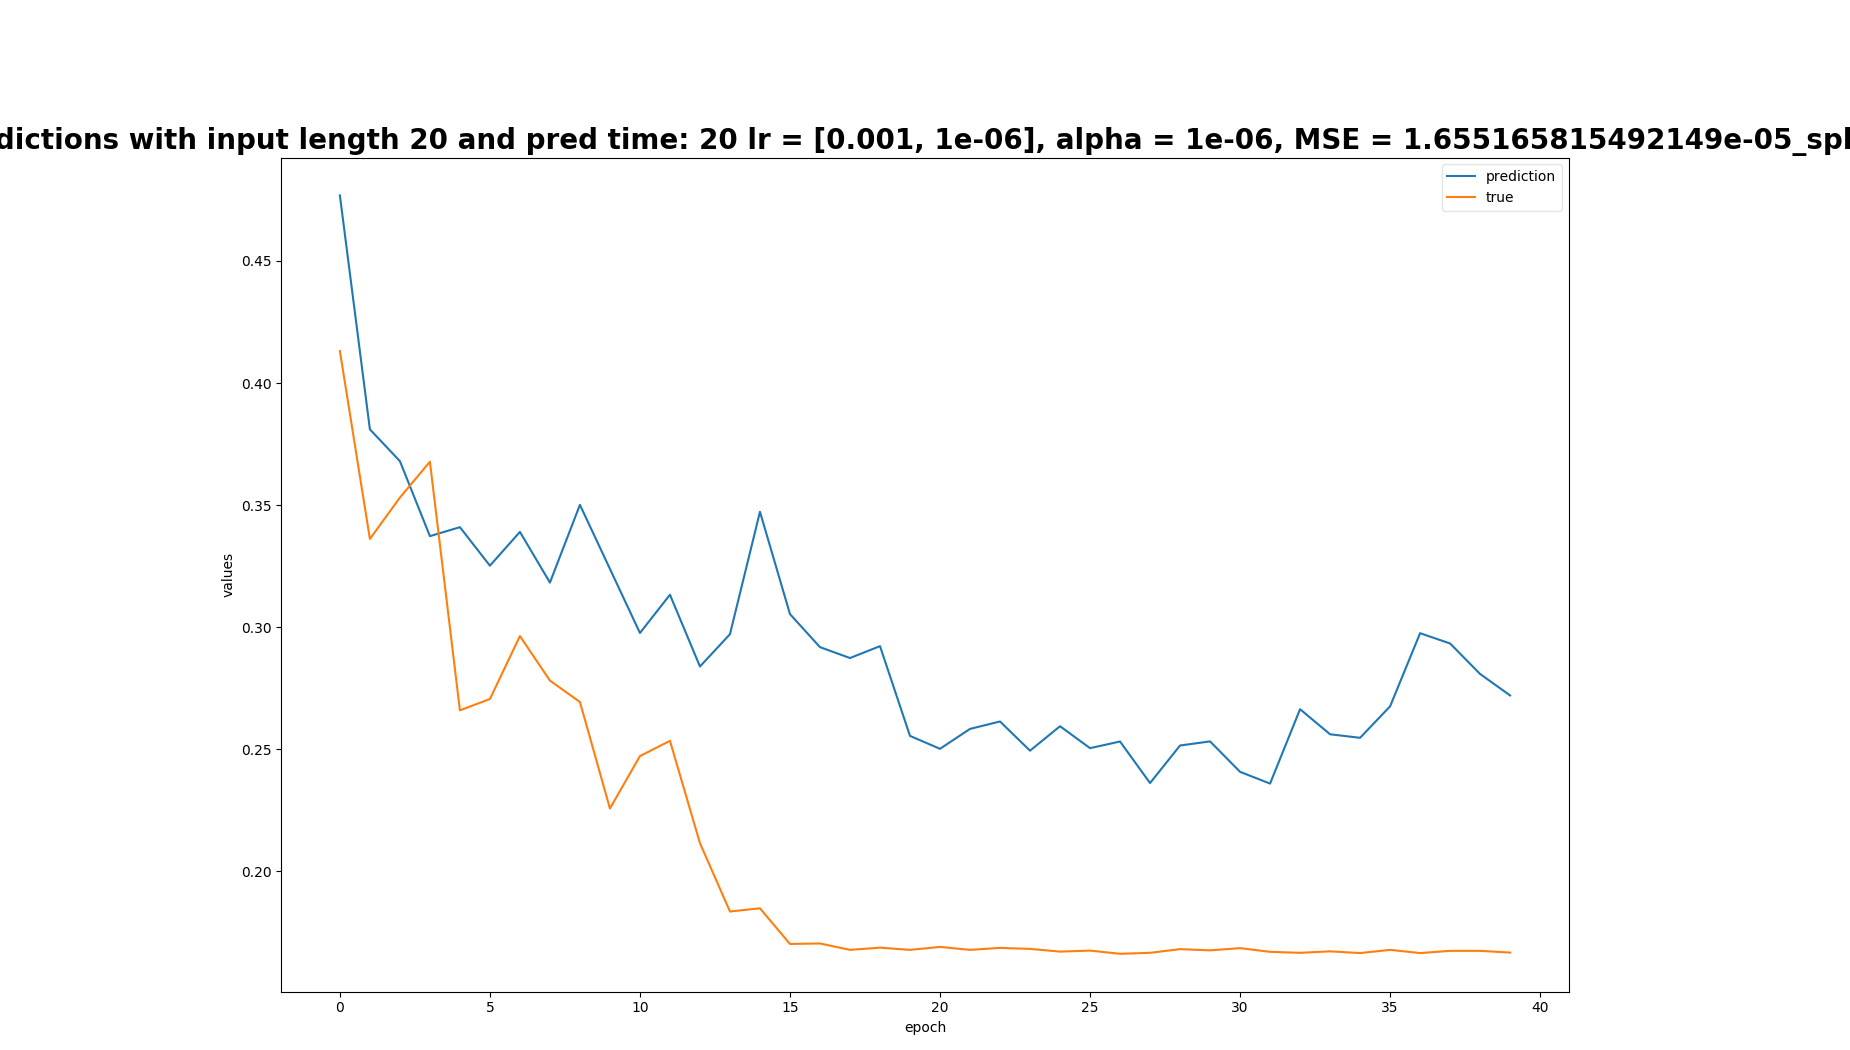 dictions with input length 20 and pred time: 20 lr = [0.001, 1e-06], alpha = 1e-06, MSE = 1.655165815492149e-05_spl
prediction
true
0.45
0.40
0.35
0.30
0.25
0.20
values
0 5 10 15 20 25 30 35 40
epoch